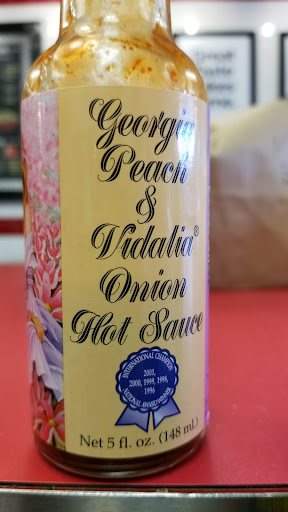 Georgia
Peach
&
Vidalia®
Onion
Hot Sauce
INTERNATIONAL CHAMPION
2001,
2000, 1999, 1998,
1996
NATIONAL AWARD WINNER
Net 5 fl. oz. (148 ml.)